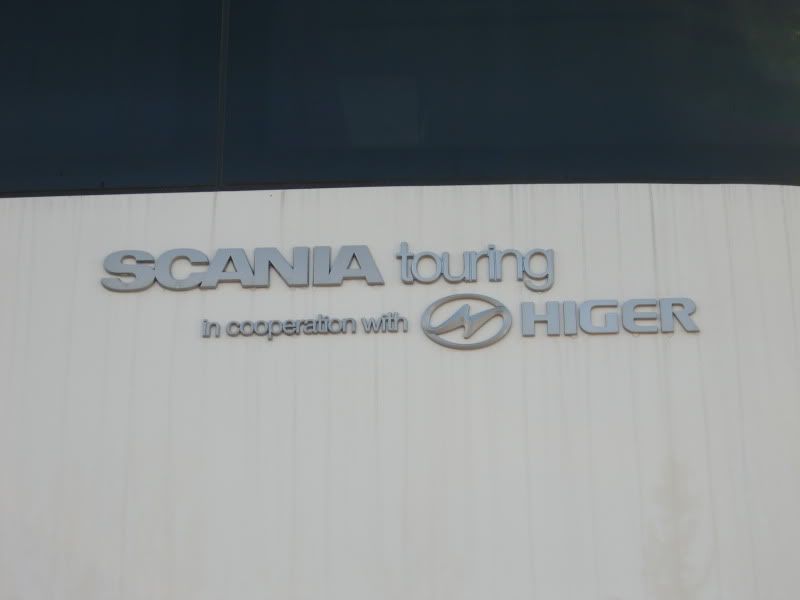 SCANIA touring
in cooperation with HIGER